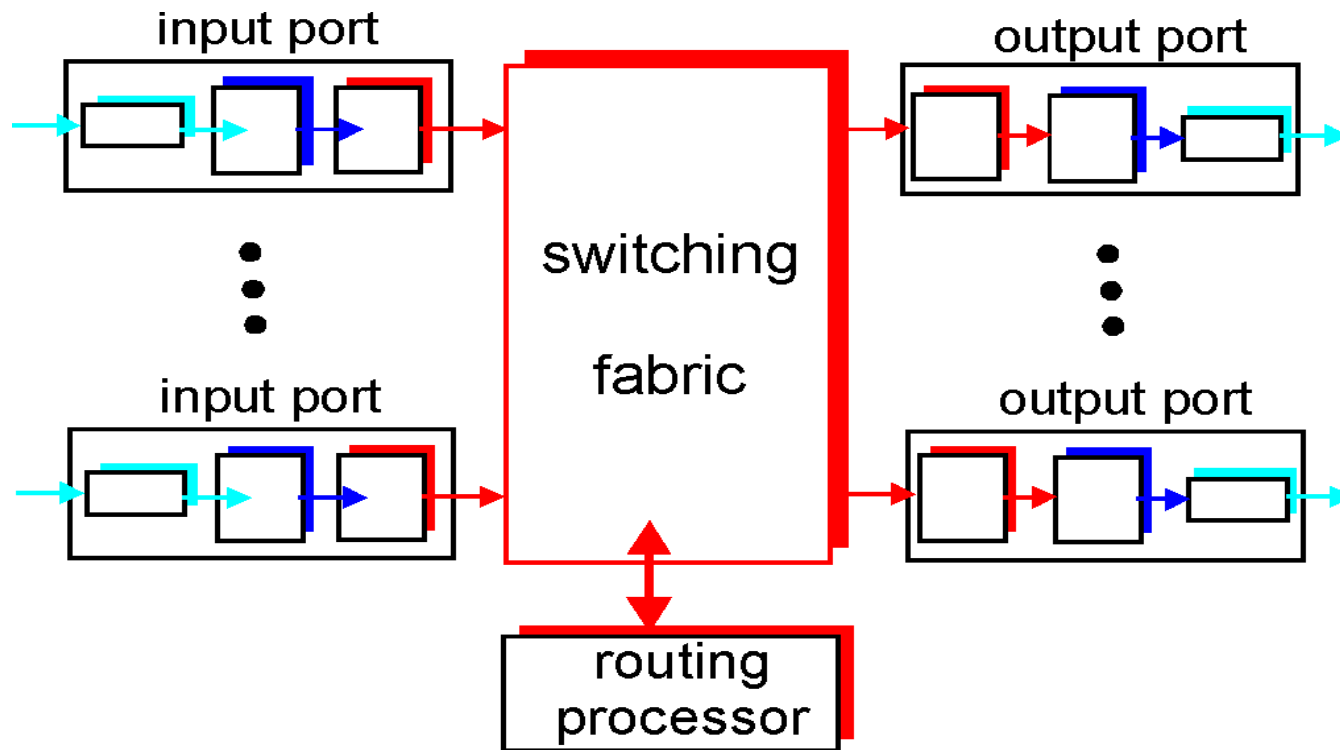 input port
output port
switching
fabric
input port
output port
routing
processor